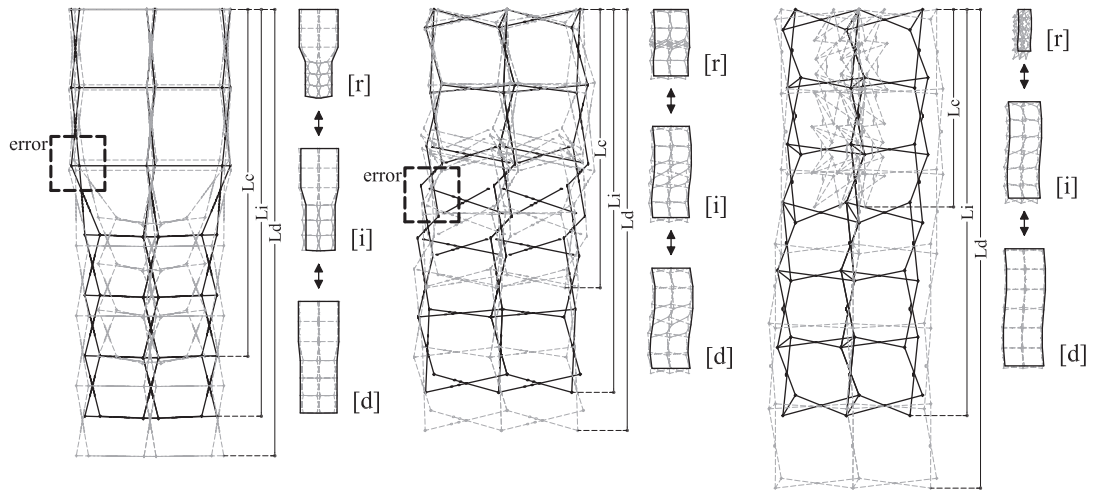 error
Lc
Li
Ld
[r]
[i]
[d]
error
Lc
Li
Ld
[r]
[i]
[d]
Lc
Li
Ld
[r]
[i]
[d]